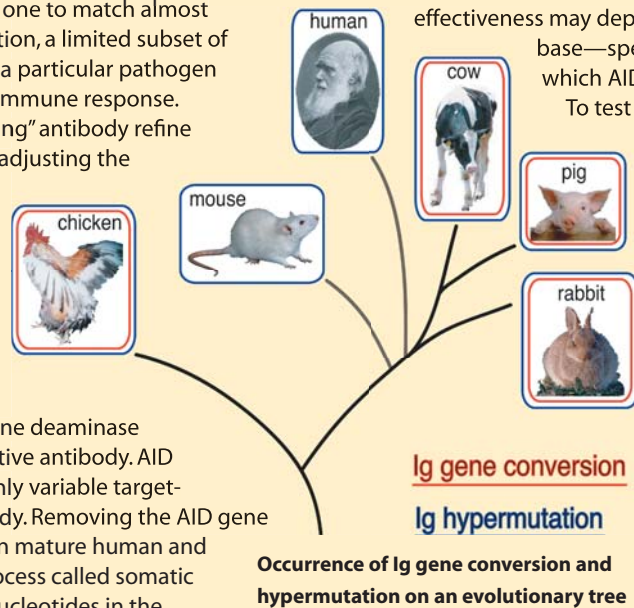 one to match almost
tion, a limited subset of
a particular pathogen
mmune response.
ng" antibody refine
adjusting the
effectiveness may dep
base—spe
which AID
To test
human
cow
pig
mouse
chicken
rabbit
ne deaminase
tive antibody. AID
nly variable target-
dy. Removing the AID gene
n mature human and
ocess called somatic
ucleotides in the
Ig gene conversion
Ig hypermutation
Occurrence of Ig gene conversion and
hypermutation on an evolutionary tree